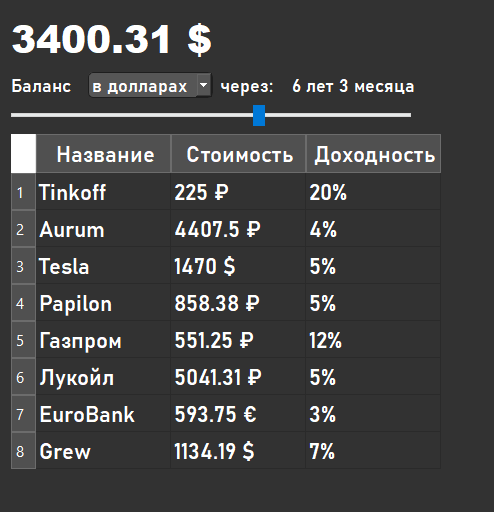 3400.31 $
Баланс в долларах через: 6 лет 3 месяца
Название Стоимость Доходность
1 Tinkoff 225 ₽ 20%
2 Aurum 4407.5 ₽ 4%
3 Tesla 1470 $ 5%
4 Papilon 858.38 ₽ 5%
5 Газпром 551.25 ₽ 12%
6 Лукойл 5041.31 ₽ 5%
7 EuroBank 593.75 € 3%
8 Grew 1134.19 $ 7%